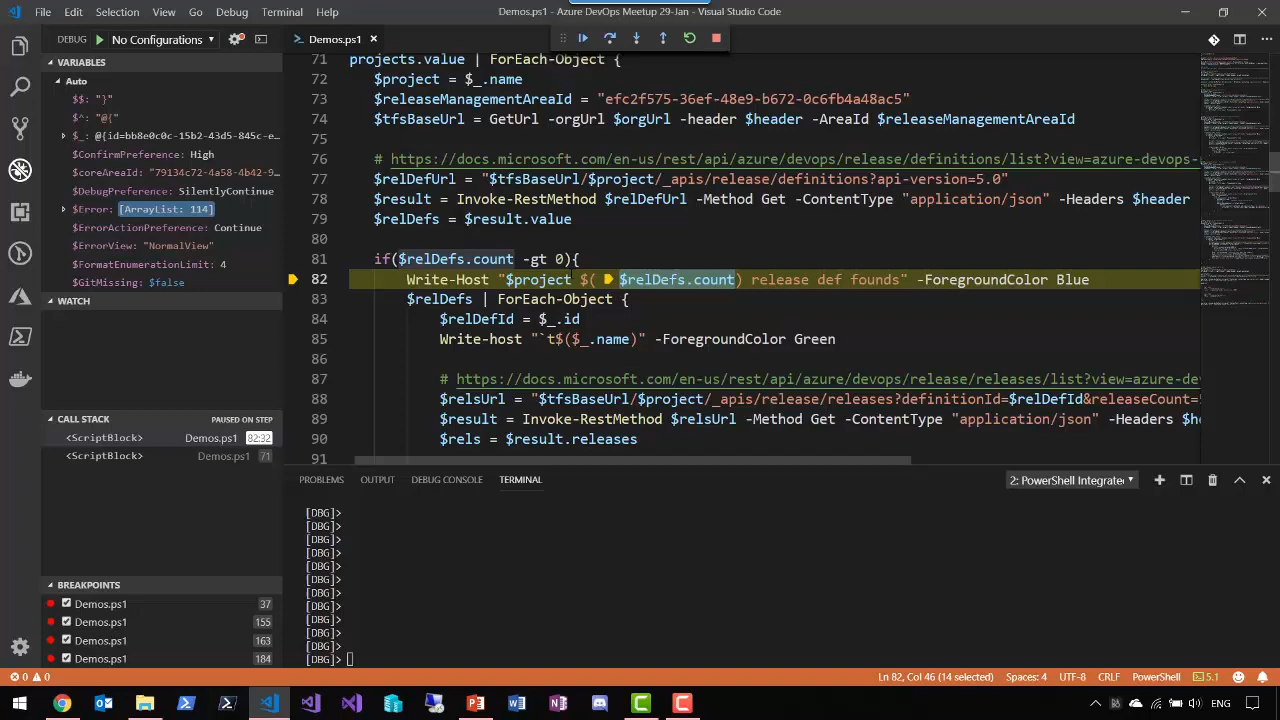 File Edit Selection View Go Debug Terminal Help
Demos.ps1 - Azure DevOps Meetup 29-Jan - Visual Studio Code
DEBUG No Configurations
Demos.ps1
VARIABLES
Auto
$$: "}"
$^: "@{"
$_: @{id=bb8e0c0c-15b2-43d5-845c-e…
$ConfirmPreference: High
$coreAreaId: "79134c72-4a58-4b42-9…
$DebugPreference: SilentlyContinue
$Error: [ArrayList: 114]
$ErrorActionPreference: Continue
$ErrorView: "NormalView"
$FormatEnumerationLimit: 4
$GitMissing: $false
WATCH
CALL STACK PAUSED ON STEP
<ScriptBlock> Demos.ps1 82:32
<ScriptBlock> Demos.ps1 71
BREAKPOINTS
Demos.ps1 37
Demos.ps1 155
Demos.ps1 163
Demos.ps1 184
71 projects.value | ForEach-Object {
72 $project = $_.name
73 $releaseManagementAreaId = "efc2f575-36ef-48e9-b672-0c6fb4a48ac5"
74 $tfsBaseUrl = GetUrl -orgUrl $orgUrl -header $header -AreaId $releaseManagementAreaId
75
76 # https://docs.microsoft.com/en-us/rest/api/azure/devops/release/definitions/list?view=azure-devops-
77 $relDefUrl = "$tfsBaseUrl/$project/_apis/release/definitions?api-version=5.0"
78 $result = Invoke-RestMethod $relDefUrl -Method Get -ContentType "application/json" -Headers $header
79 $relDefs = $result.value
80
81 if($relDefs.count -gt 0){
82 Write-Host "$project $($relDefs.count) release def founds" -ForegroundColor Blue
83 $relDefs | ForEach-Object {
84 $relDefId = $_.id
85 Write-host "`t$($_.name)" -ForegroundColor Green
86
87 # https://docs.microsoft.com/en-us/rest/api/azure/devops/release/releases/list?view=azure-dev
88 $relsUrl = "$tfsBaseUrl/$project/_apis/release/releases?definitionId=$relDefId&releaseCount=
89 $result = Invoke-RestMethod $relsUrl -Method Get -ContentType "application/json" -Headers $he
90 $rels = $result.releases
91
PROBLEMS OUTPUT DEBUG CONSOLE TERMINAL
2: PowerShell Integrate
[DBG]>
[DBG]>
[DBG]>
[DBG]>
[DBG]>
[DBG]>
[DBG]>
[DBG]>
[DBG]>
[DBG]>
[DBG]>
[DBG]>
0 0
Ln 82, Col 46 (14 selected) Spaces: 4 UTF-8 CRLF PowerShell 5.1
ENG